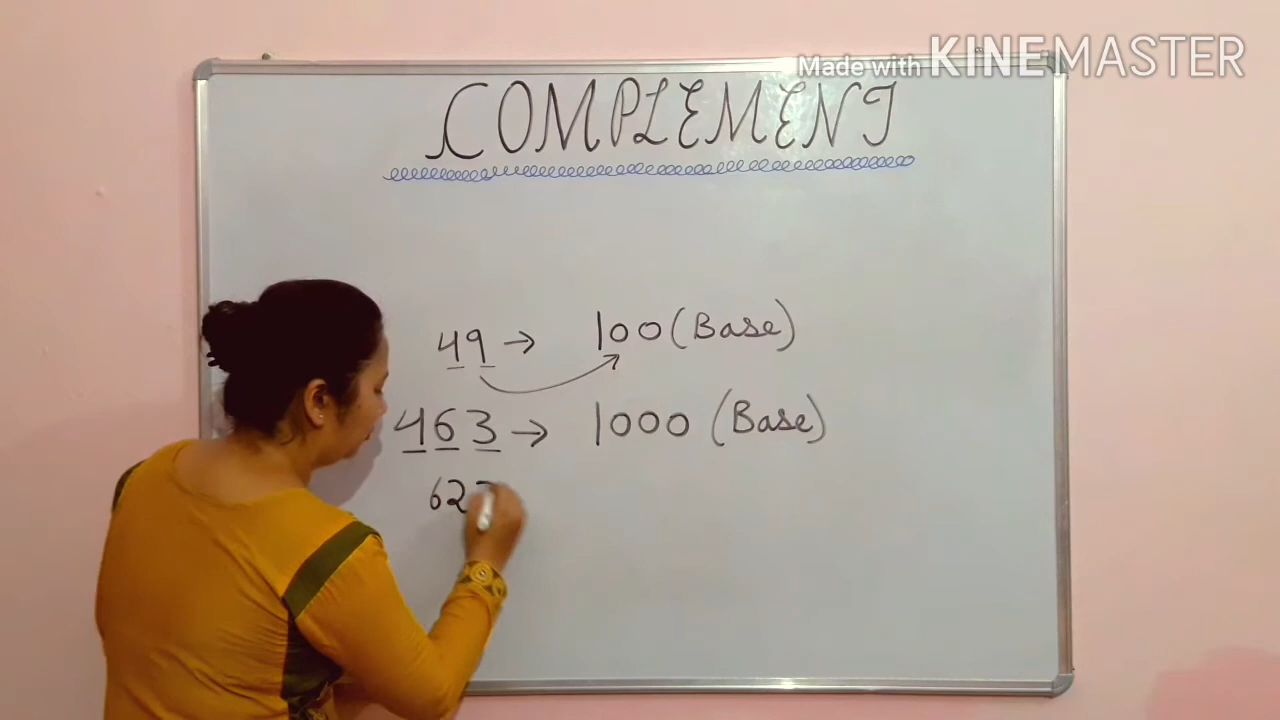 Made with KINEMASTER
COMPLEMENT
49 → 100 (Base)
463 → 1000 (Base)
62